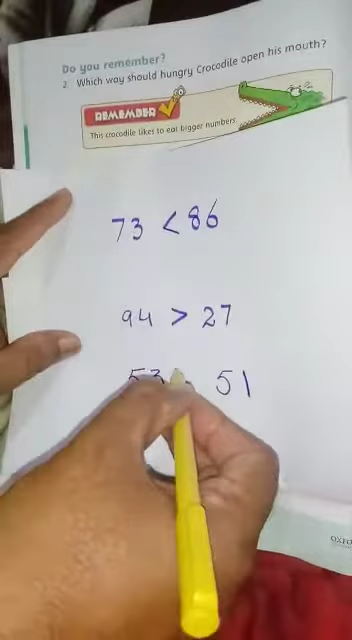 Do you remember?
2. Which way should hungry Crocodile open his mouth?
REMEMBER
This crocodile likes to eat bigger numbers.
73 < 86
94 > 27
53 51